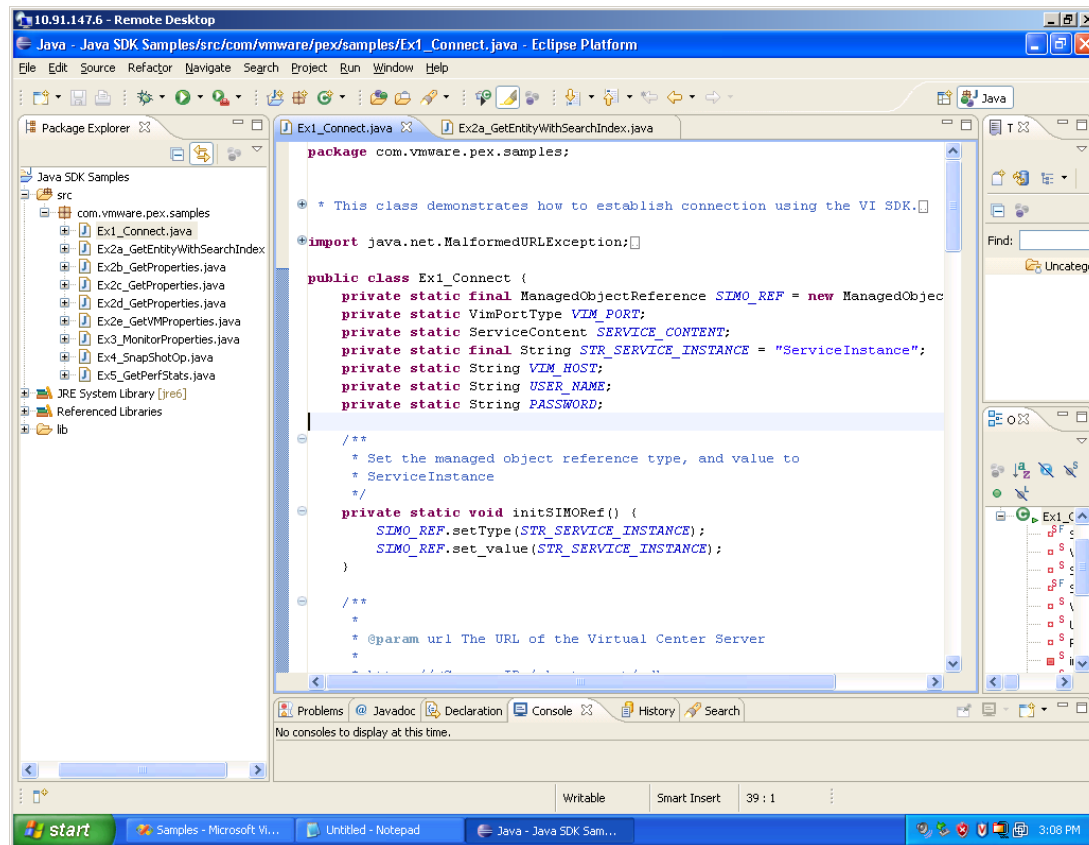 10.91.147.6 - Remote Desktop
Java - Java SDK Samples/src/com/vmware/pex/samples/Ex1_Connect.java - Eclipse Platform
File Edit Source Refactor Navigate Search Project Run Window Help
Java
Package Explorer
Java SDK Samples
src
com.vmware.pex.samples
Ex1_Connect.java
Ex2a_GetEntityWithSearchIndex
Ex2b_GetProperties.java
Ex2c_GetProperties.java
Ex2d_GetProperties.java
Ex2e_GetVMProperties.java
Ex3_MonitorProperties.java
Ex4_SnapShotOp.java
Ex5_GetPerfStats.java
JRE System Library [jre6]
Referenced Libraries
lib
Ex1_Connect.java Ex2a_GetEntityWithSearchIndex.java
package com.vmware.pex.samples;
* This class demonstrates how to establish connection using the VI SDK.
import java.net.MalformedURLException;
public class Ex1_Connect {
private static final ManagedObjectReference SIMO_REF = new ManagedObjec
private static VimPortType VIM_PORT;
private static ServiceContent SERVICE_CONTENT;
private static final String STR_SERVICE_INSTANCE = "ServiceInstance";
private static String VIM_HOST;
private static String USER_NAME;
private static String PASSWORD;
/**
* Set the managed object reference type, and value to
* ServiceInstance
*/
private static void initSIMORef() {
SIMO_REF.setType(STR_SERVICE_INSTANCE);
SIMO_REF.set_value(STR_SERVICE_INSTANCE);
}
/**
*
* @param url The URL of the Virtual Center Server
*
T
Find:
Uncatego
O
Ex1_C
Problems @ Javadoc Declaration Console History Search
No consoles to display at this time.
Writable Smart Insert 39 : 1
start Samples - Microsoft Vi... Untitled - Notepad Java - Java SDK Sam... 3:08 PM